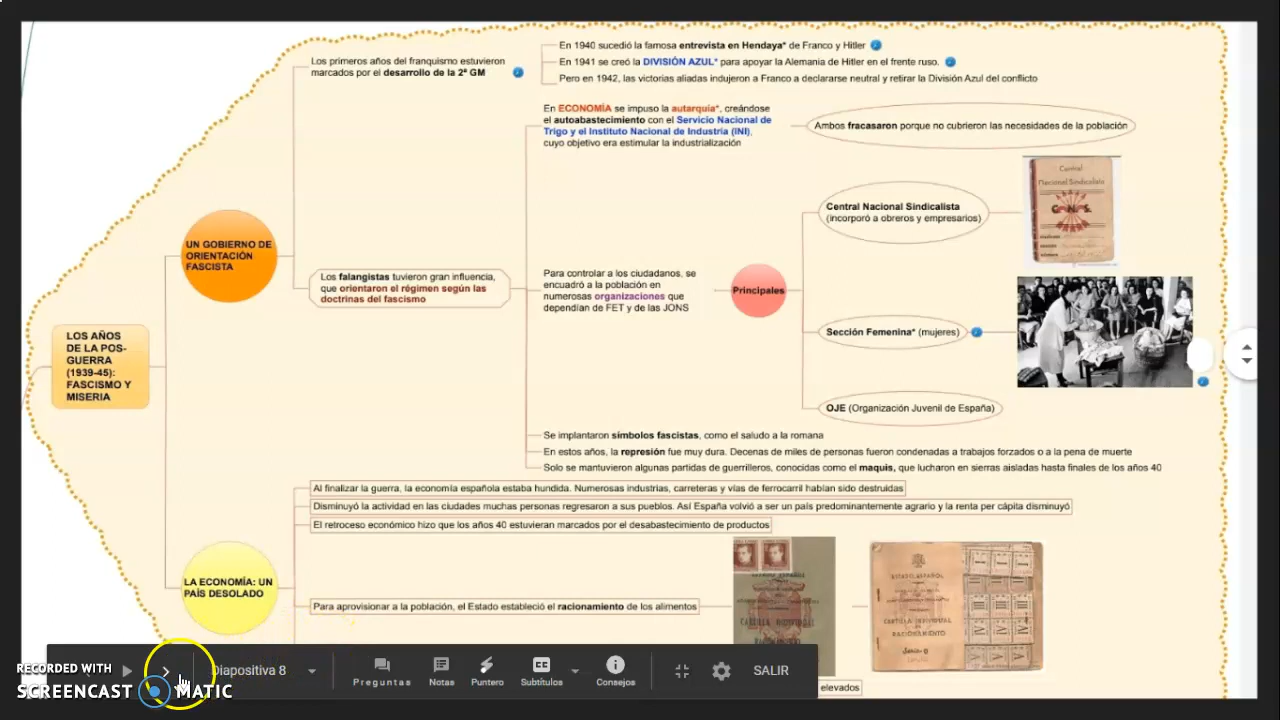 Los primeros años del franquismo estuvieron
marcados por el desarrollo de la 2ª GM
En 1940 sucedió la famosa entrevista en Hendaya* de Franco y Hitler
En 1941 se creó la DIVISIÓN AZUL* para apoyar la Alemania de Hitler en el frente ruso.
Pero en 1942, las victorias aliadas indujeron a Franco a declararse neutral y retirar la División Azul del conflicto
En ECONOMÍA se impuso la autarquía*, creándose
el autoabastecimiento con el Servicio Nacional de
Trigo y el Instituto Nacional de Industria (INI),
cuyo objetivo era estimular la industrialización
Ambos fracasaron porque no cubrieron las necesidades de la población
UN GOBIERNO DE
ORIENTACIÓN
FASCISTA
Los falangistas tuvieron gran influencia,
que orientaron el régimen según las
doctrinas del fascismo
Para controlar a los ciudadanos, se
encuadró a la población en
numerosas organizaciones que
dependían de FET y de las JONS
Principales
Central Nacional Sindicalista
(incorporó a obreros y empresarios)
Central
Nacional Sindicalista
C.N.S.
Sección Femenina* (mujeres)
OJE (Organización Juvenil de España)
LOS AÑOS
DE LA POS-
GUERRA
(1939-45):
FASCISMO Y
MISERIA
Se implantaron símbolos fascistas, como el saludo a la romana
En estos años, la represión fue muy dura. Decenas de miles de personas fueron condenadas a trabajos forzados o a la pena de muerte
Solo se mantuvieron algunas partidas de guerrilleros, conocidas como el maquis, que lucharon en sierras aisladas hasta finales de los años 40
LA ECONOMÍA: UN
PAÍS DESOLADO
Al finalizar la guerra, la economía española estaba hundida. Numerosas industrias, carreteras y vías de ferrocarril habían sido destruidas
Disminuyó la actividad en las ciudades muchas personas regresaron a sus pueblos. Así España volvió a ser un país predominantemente agrario y la renta per cápita disminuyó
El retroceso económico hizo que los años 40 estuvieran marcados por el desabastecimiento de productos
Para aprovisionar a la población, el Estado estableció el racionamiento de los alimentos
ESTADO ESPAÑOL
CARTILLA INDIVIDUAL
RACIONAMIENTO
ESTADO ESPAÑOL
CARTILLA INDIVIDUAL
DE
RACIONAMIENTO
elevados
RECORDED WITH
SCREENCAST MATIC
Diapositiva 8
Preguntas
Notas
Puntero
Subtítulos
Consejos
SALIR